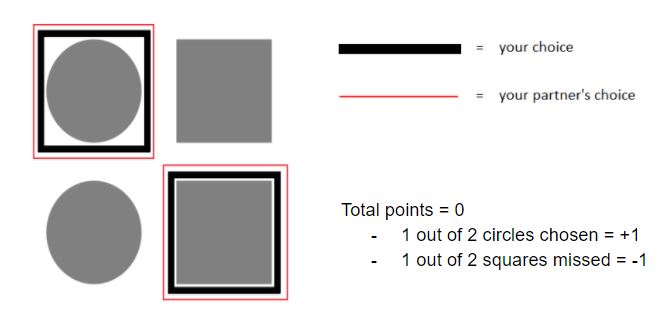 = your choice
= your partner's choice
Total points = 0
- 1 out of 2 circles chosen = +1
- 1 out of 2 squares missed = -1